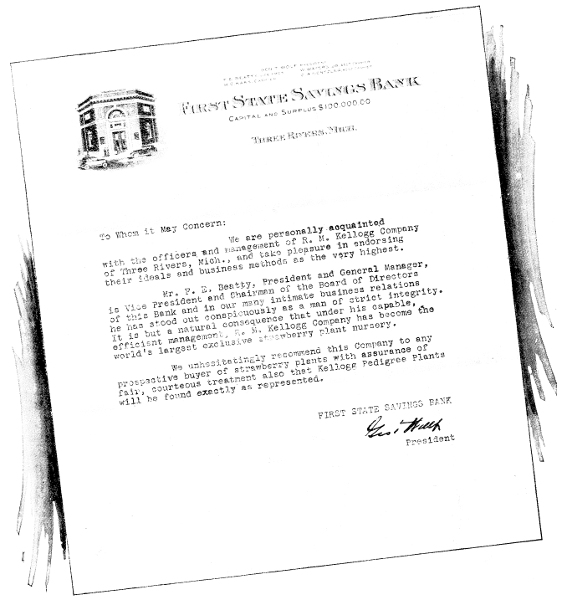 FIRST STATE SAVINGS BANK
CAPITAL AND SURPLUS $100,000.00
THREE RIVERS, MICH.
To Whom it May Concern:
We are personally acquainted
with the officers and management of R. M. Kellogg Company
of Three Rivers, Mich., and take pleasure in endorsing
their ideals and business methods as the very highest.
Mr. F. E. Beatty, President and General Manager,
is Vice President and Chairman of the Board of Directors
of this Bank and in our many intimate business relations
he has stood out conspicuously as a man of strict integrity.
It is but a natural consequence that under his capable,
efficient management, R. M. Kellogg Company has become the
world's largest exclusive strawberry plant nursery.
We unhesitatingly recommend this Company to any
prospective buyer of strawberry plants with assurance of
fair, courteous treatment also that Kellogg Pedigree Plants
will be found exactly as represented.
FIRST STATE SAVINGS BANK
President